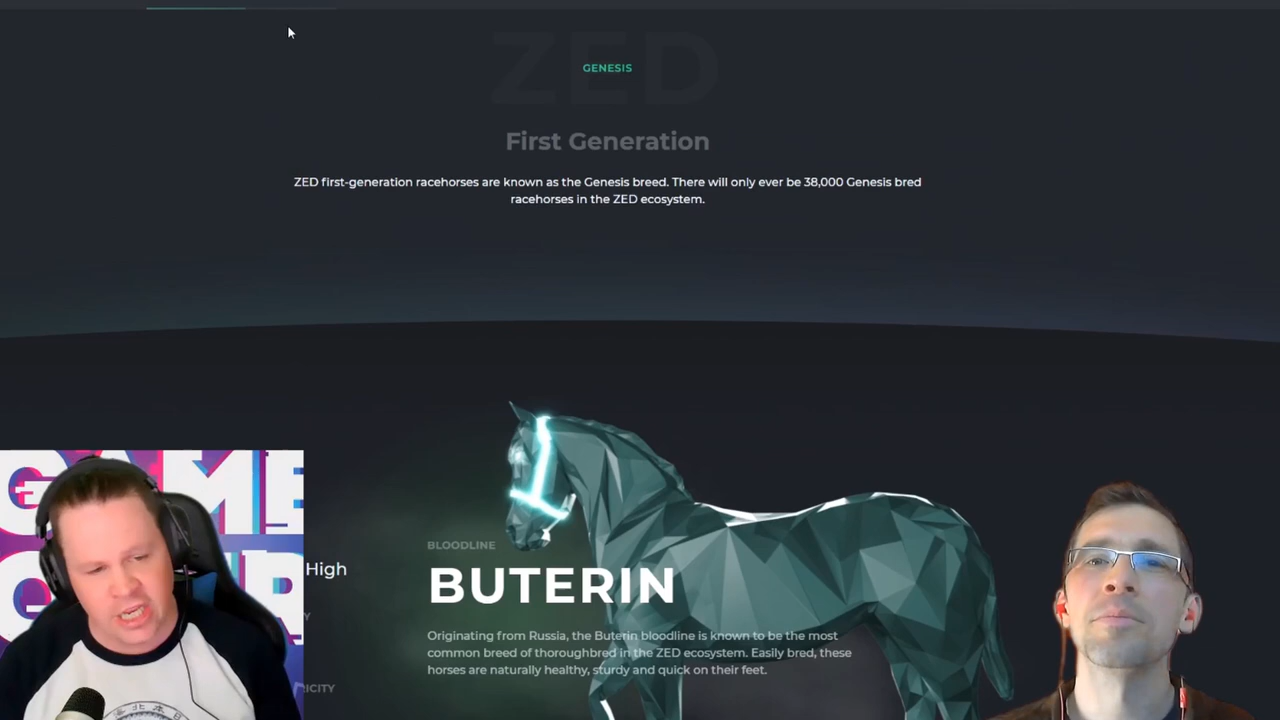 ZED
GENESIS
First Generation
ZED first-generation racehorses are known as the Genesis breed. There will only ever be 38,000 Genesis bred
racehorses in the ZED ecosystem.
GAME
High
BLOODLINE
BUTERIN
Y
Originating from Russia, the Buterin bloodline is known to be the most
common breed of thoroughbred in the ZED ecosystem. Easily bred, these
horses are naturally healthy, sturdy and quick on their feet.
ICITY